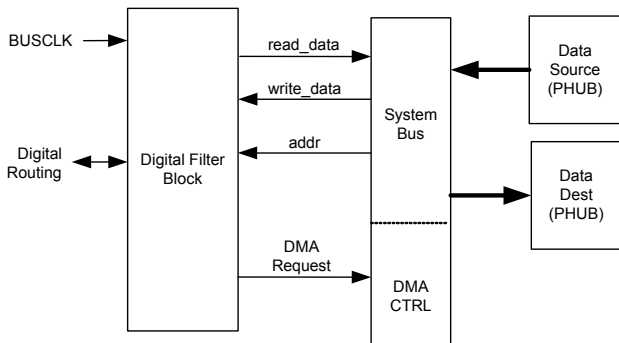 BUSCLK
Digital
Routing
Digital Filter
Block
read_data
write_data
addr
DMA
Request
System
Bus
DMA
CTRL
Data
Source
(PHUB)
Data
Dest
(PHUB)